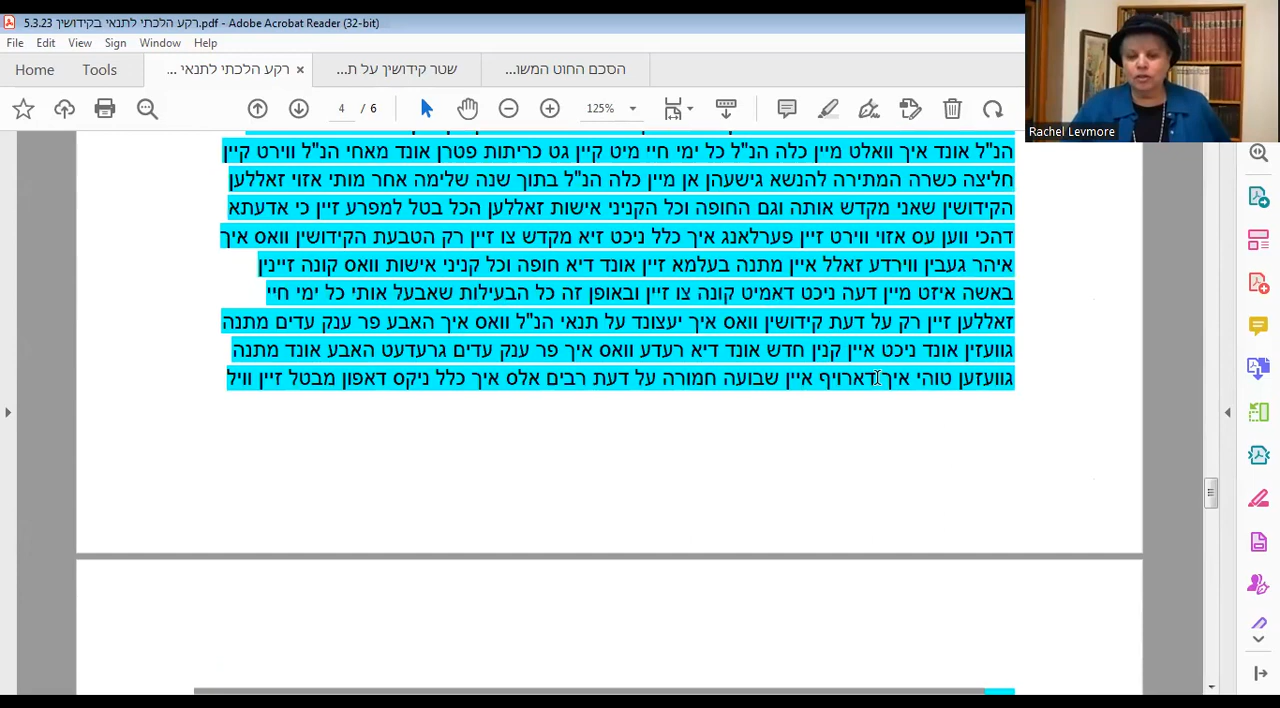 רקע הלכתי לתנאי בקידושין 5.3.23.pdf - Adobe Acrobat Reader (32-bit)
File Edit View Sign Window Help
Home Tools רקע הלכתי לתנאי ... × שטר קידושין על ת... הסכם החוט המשו...
4 / 6 125%
Rachel Levmore
הנ"ל אונד איך וואלט מיין כלה הנ"ל כל ימי חיי מיט קיין גט כריתות פטרן אונד מאחי הנ"ל ווירט קיין
חליצה כשרה המתירה להנשא גישעהן אן מיין כלה הנ"ל בתוך שנה שלימה אחר מותי אזוי זאללען
הקידושין שאני מקדש אותה וגם החופה וכל הקניני אישות זאללען הכל בטל למפרע זיין כי אדעתא
דהכי ווען עס אזוי ווירט זיין פערלאנג איך כלל ניכט זיא מקדש צו זיין רק הטבעת הקידושין וואס איך
איהר געבין ווירדע זאלל איין מתנה בעלמא זיין אונד דיא חופה וכל קניני אישות וואס קונה זיינין
באשה איזט מיין דעה ניכט דאמיט קונה צו זיין ובאופן זה כל הבעילות שאבעל אותי כל ימי חיי
זאללען זיין רק על דעת קידושין וואס איך יעצונד על תנאי הנ"ל וואס איך האבע פר ענק עדים מתנה
גוועזין אונד ניכט איין קנין חדש אונד דיא רעדע וואס איך פר ענק עדים גרעדעט האבע אונד מתנה
גוועזען טוהי איך דארויף איין שבועה חמורה על דעת רבים אלס איך כלל ניקס דאפון מבטל זיין וויל